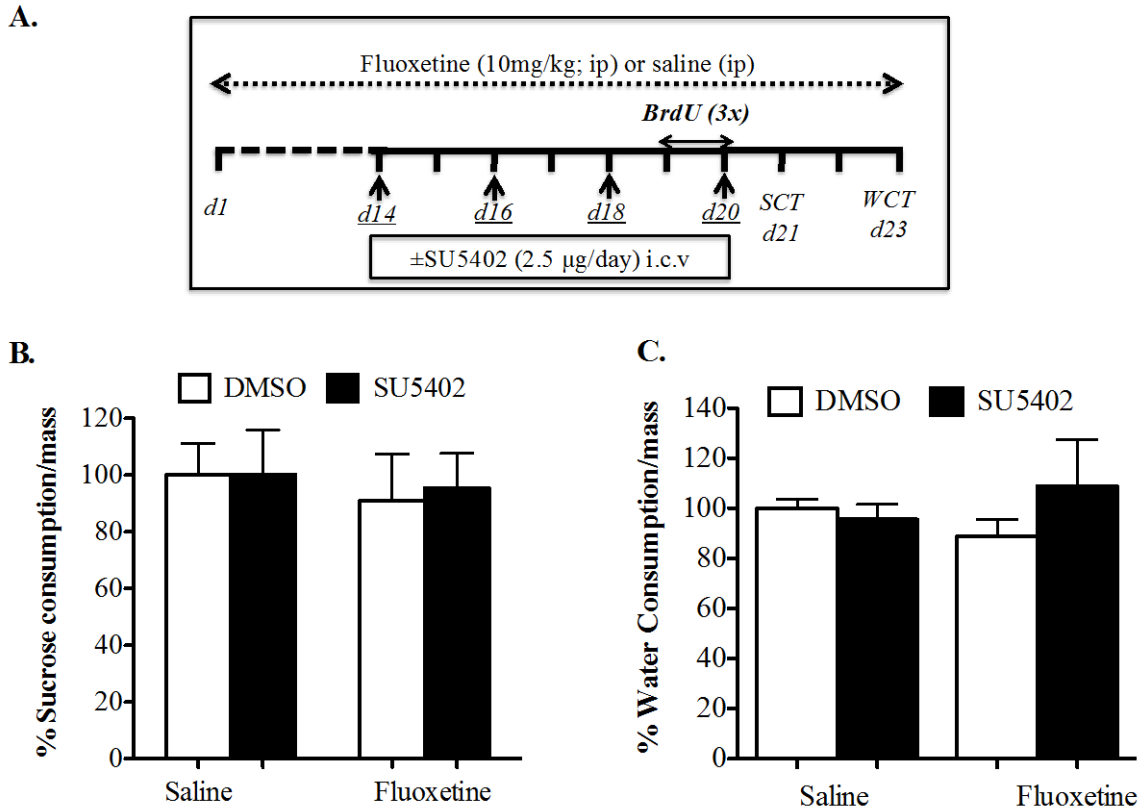 A.
Fluoxetine (10mg/kg; ip) or saline (ip)
BrdU (3x)
d1
d14
d16
d18
d20
SCT
d21
WCT
d23
±SU5402 (2.5 µg/day) i.c.v
B.
DMSO
SU5402
% Sucrose consumption/mass
120
100
80
60
40
20
0
Saline
Fluoxetine
C.
DMSO
SU5402
% Water Consumption/mass
140
120
100
80
60
40
20
0
Saline
Fluoxetine